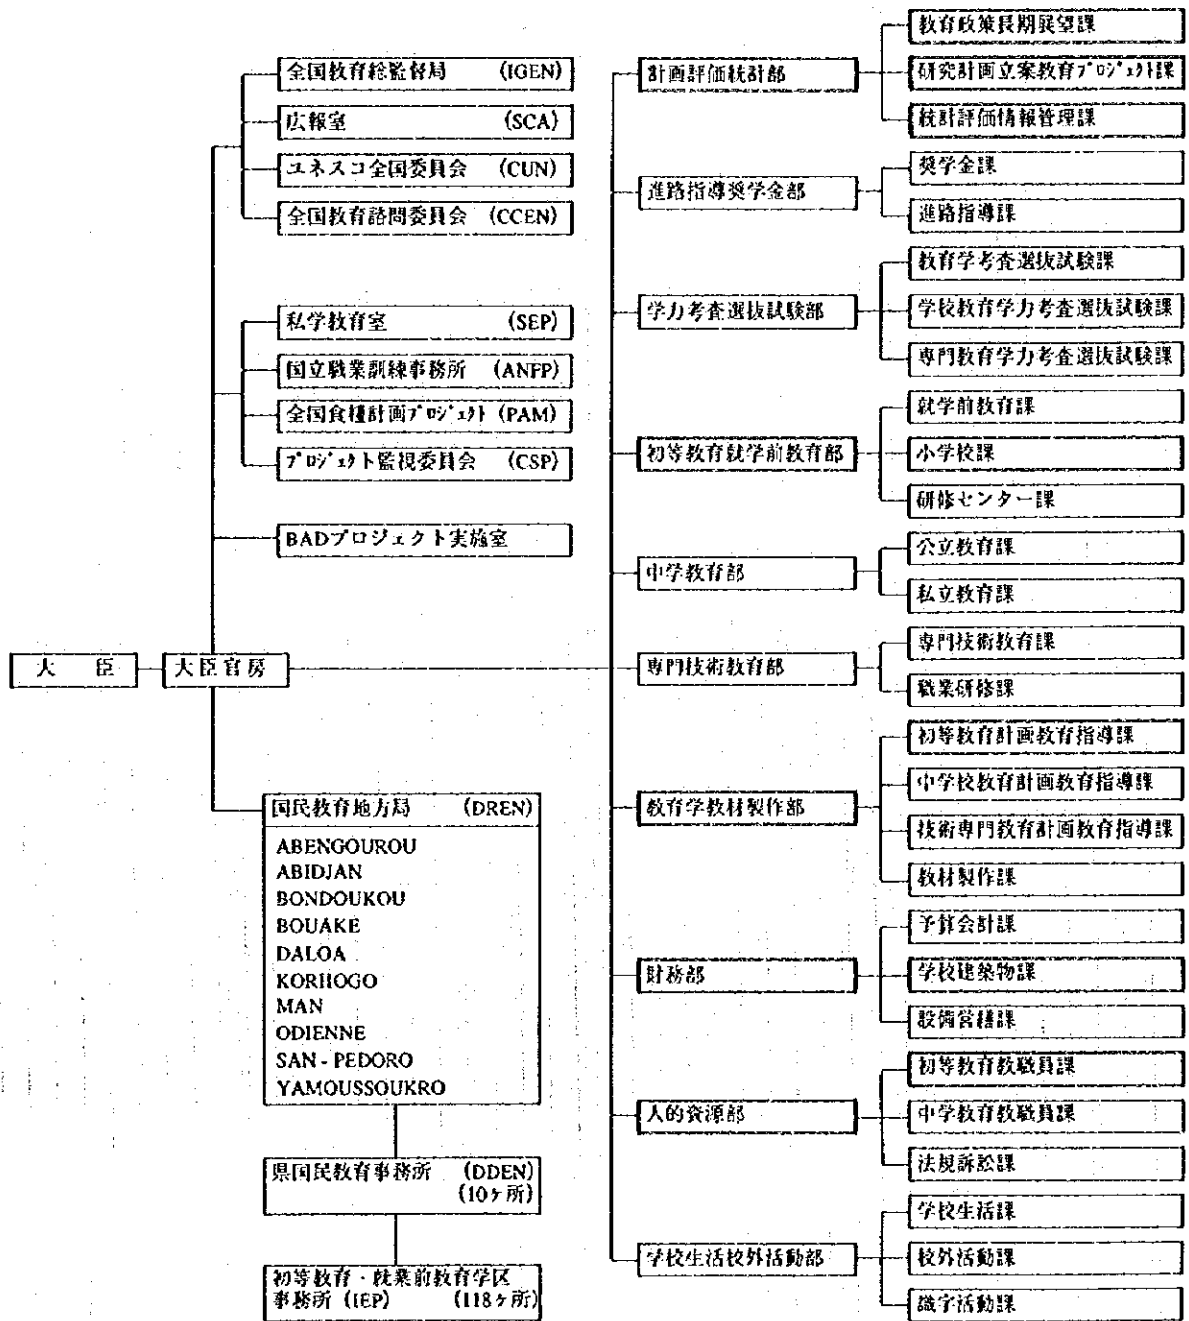 大　臣
大臣官房
全国教育総監督局 (IGEN)
広報室 (SCA)
ユネスコ全国委員会 (CUN)
全国教育諮問委員会 (CCEN)
私学教育室 (SEP)
国立職業訓練事務所 (ANFP)
全国食糧計画プロジェクト (PAM)
プロジェクト監視委員会 (CSP)
BADプロジェクト実施室
国民教育地方局 (DREN)
ABENGOUROU
ABIDJAN
BONDOUKOU
BOUAKE
DALOA
KORHOGO
MAN
ODIENNE
SAN - PEDORO
YAMOUSSOUKRO
県国民教育事務所 (DDEN)
(10ヶ所)
初等教育・就業前教育学区
事務所 (IEP) (118ヶ所)
計画評価統計部
教育政策長期展望課
研究計画立案教育プロジェクト課
統計評価情報管理課
進路指導奨学金部
奨学金課
進路指導課
学力考査選抜試験部
教育学考査選抜試験課
学校教育学力考査選抜試験課
専門教育学力考査選抜試験課
初等教育就学前教育部
就学前教育課
小学校課
研修センター課
中学教育部
公立教育課
私立教育課
専門技術教育部
専門技術教育課
職業研修課
教育学教材製作部
初等教育計画教育指導課
中学校教育計画教育指導課
技術専門教育計画教育指導課
教材製作課
財務部
予算会計課
学校建築物課
設備営繕課
人的資源部
初等教育教職員課
中学教育教職員課
法規訴訟課
学校生活校外活動部
学校生活課
校外活動課
識字活動課